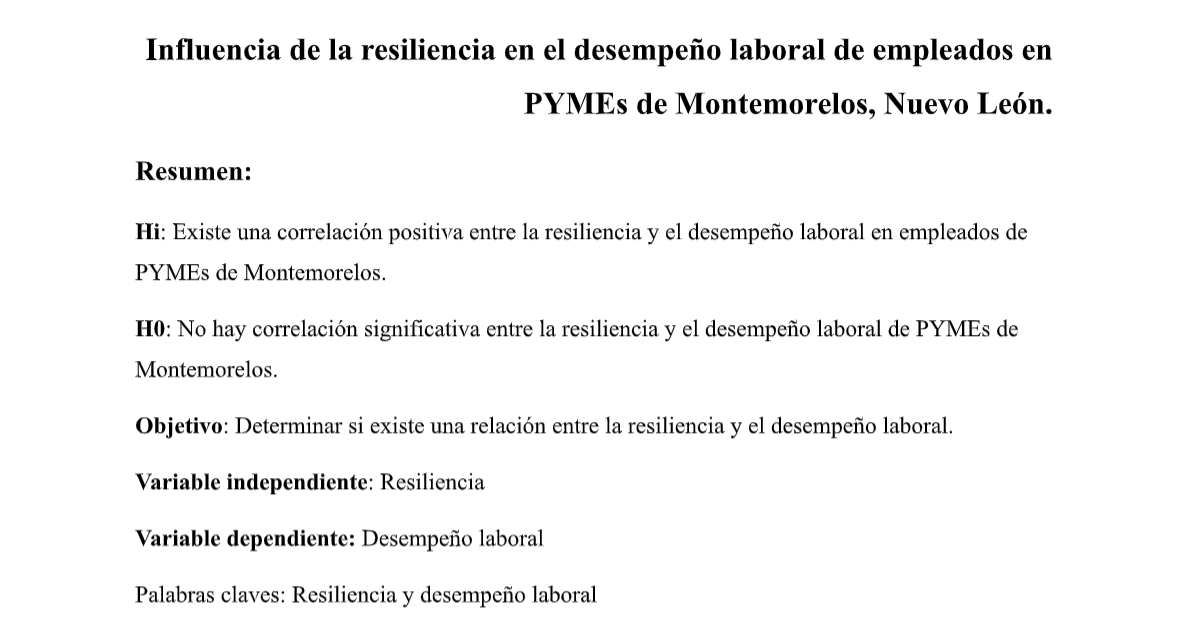 Influencia de la resiliencia en el desempeño laboral de empleados en
PYMEs de Montemorelos, Nuevo León.
Resumen:
Hi: Existe una correlación positiva entre la resiliencia y el desempeño laboral en empleados de
PYMEs de Montemorelos.
H0: No hay correlación significativa entre la resiliencia y el desempeño laboral de PYMEs de
Montemorelos.
Objetivo: Determinar si existe una relación entre la resiliencia y el desempeño laboral.
Variable independiente: Resiliencia
Variable dependiente: Desempeño laboral
Palabras claves: Resiliencia y desempeño laboral